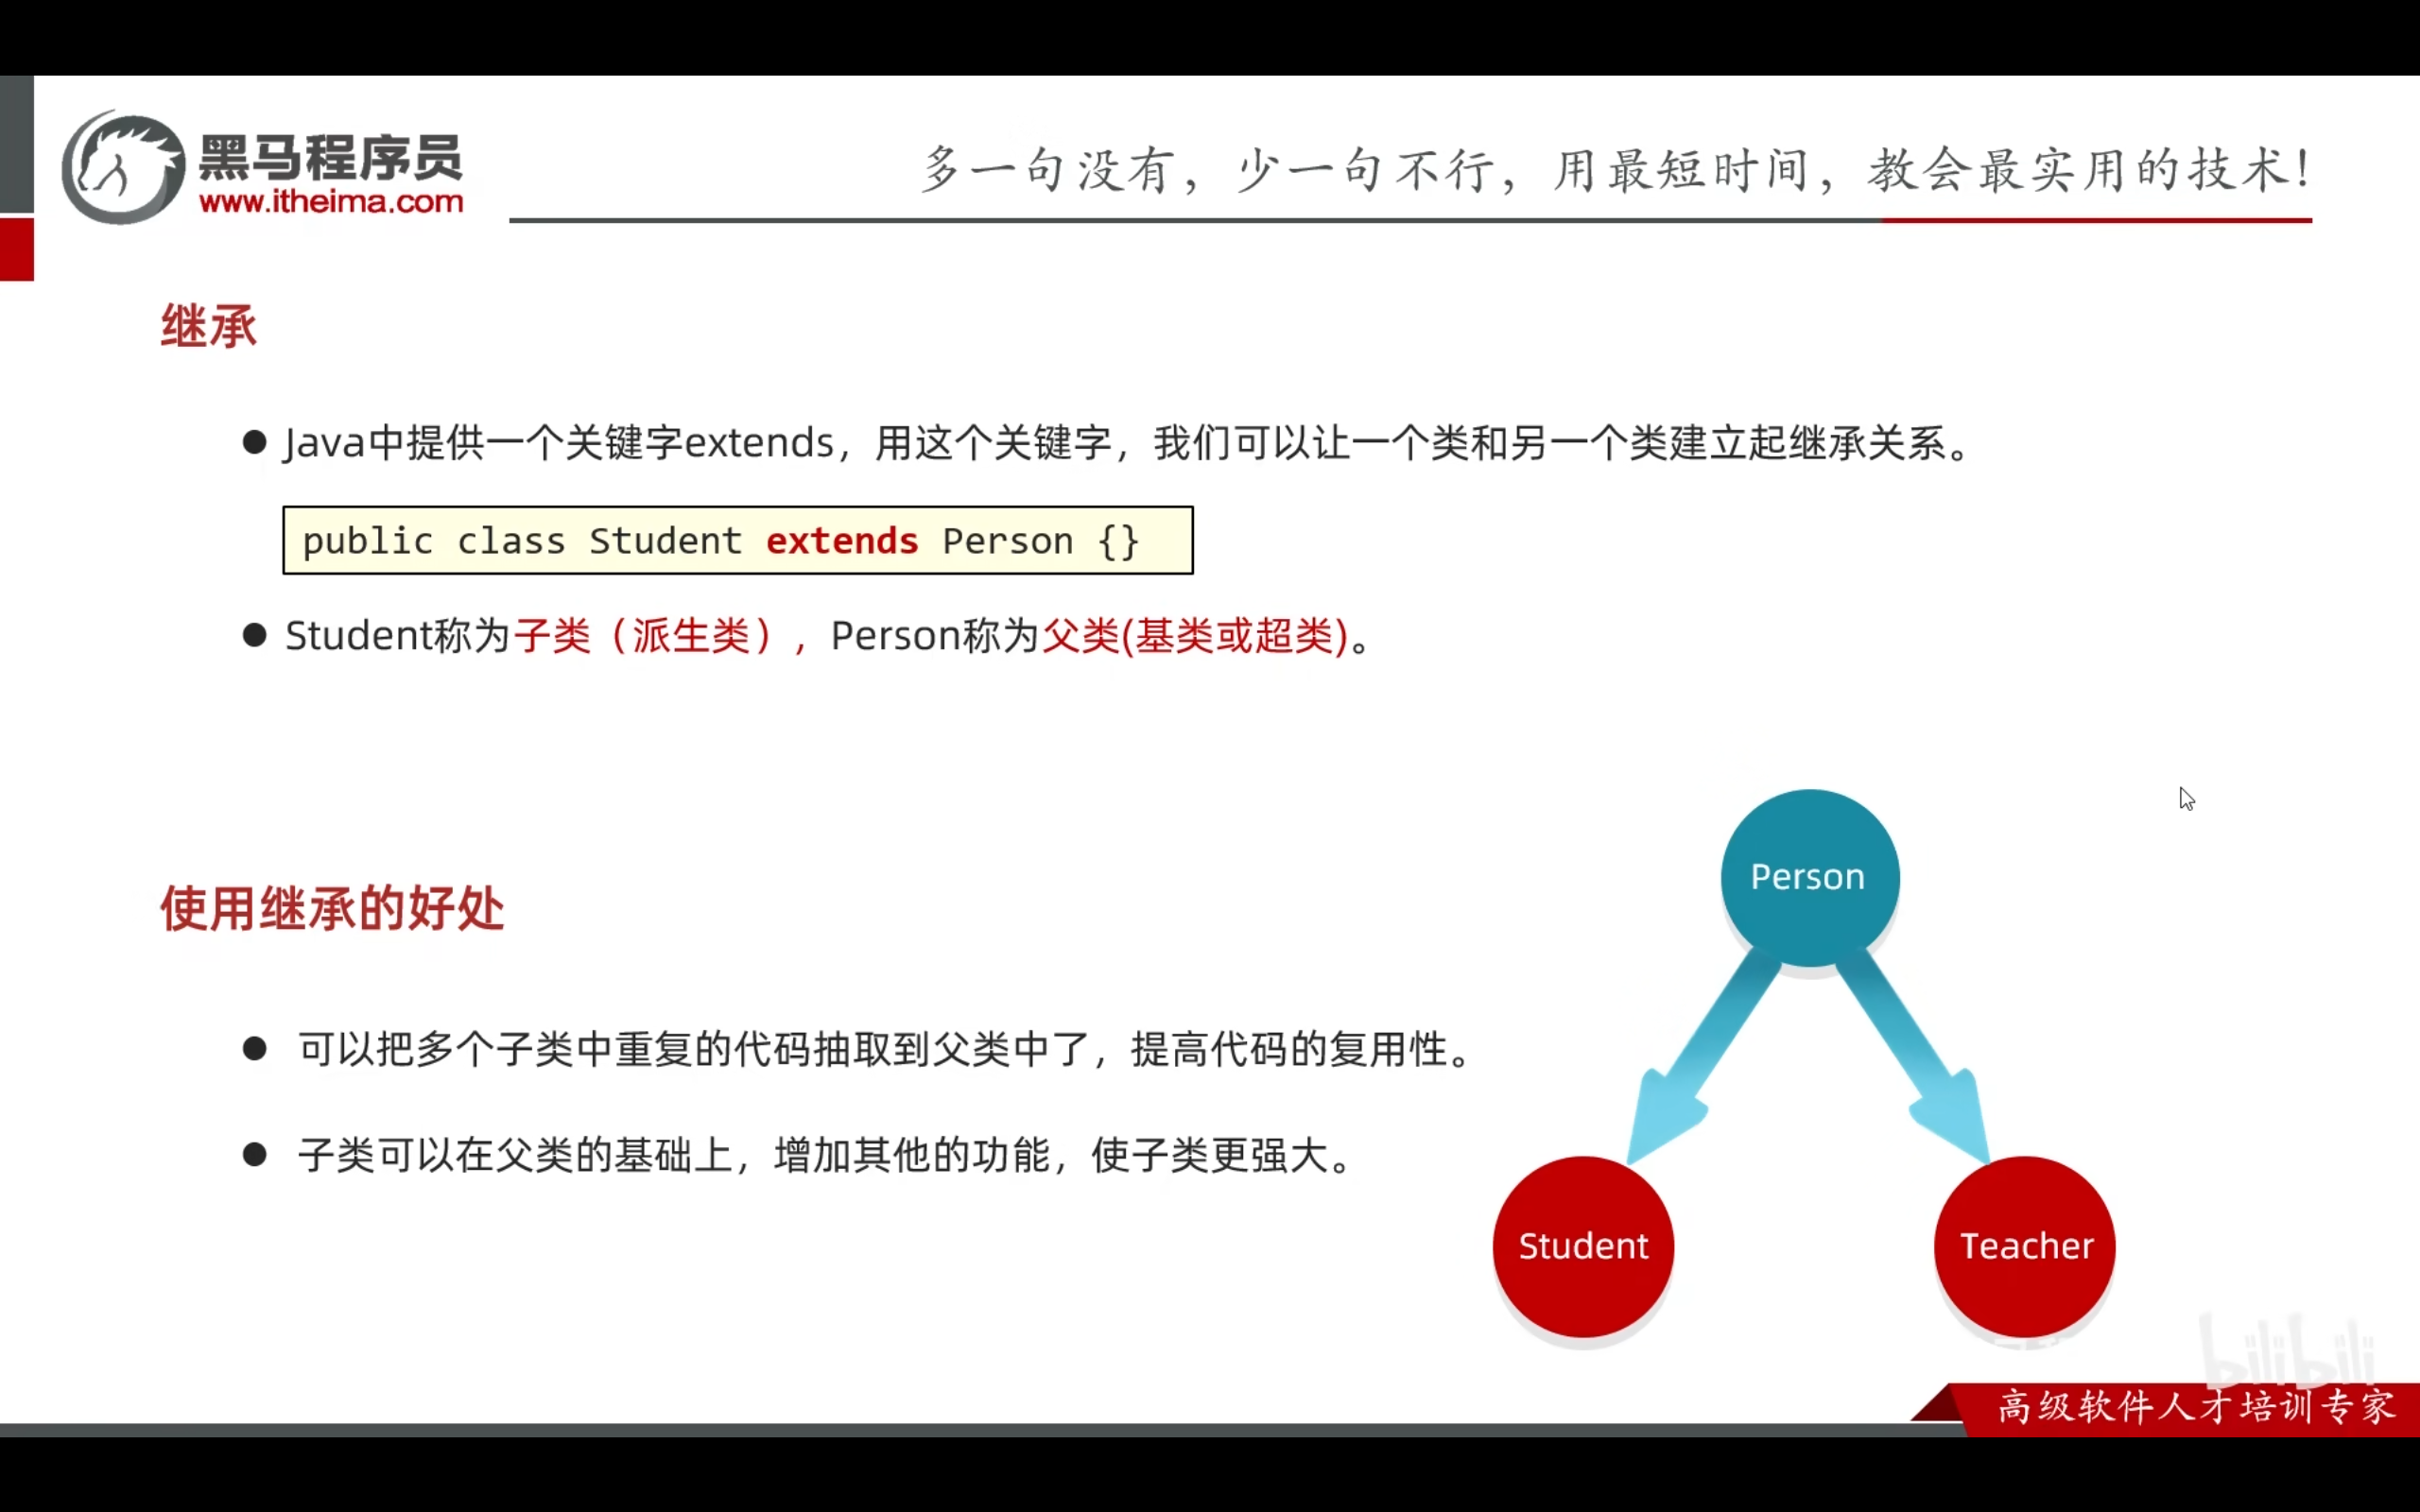 黑马程序员
www.itheima.com
多一句没有，少一句不行，用最短时间，教会最实用的技术！
继承
Java中提供一个关键字extends，用这个关键字，我们可以让一个类和另一个类建立起继承关系。
public class Student extends Person {}
Student称为子类（派生类），Person称为父类(基类或超类)。
使用继承的好处
可以把多个子类中重复的代码抽取到父类中了，提高代码的复用性。
子类可以在父类的基础上，增加其他的功能，使子类更强大。
Person
Student
Teacher
bilibili
高级软件人才培训专家